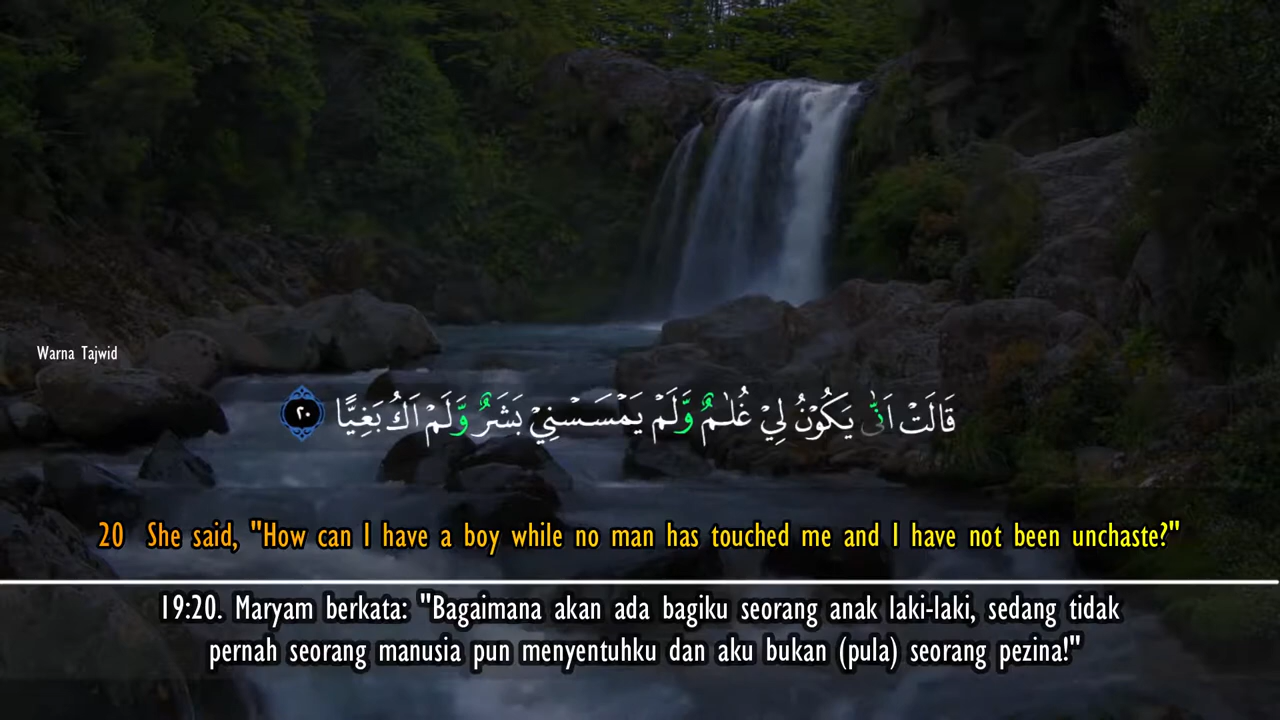 Warna Tajwid
قَالَتْ اَنّٰى يَكُوْنُ لِيْ غُلٰمٌ وَّلَمْ يَمْسَسْنِيْ بَشَرٌ وَّلَمْ اَكُ بَغِيًّا ٢٠
20 She said, "How can I have a boy while no man has touched me and I have not been unchaste?"
19:20. Maryam berkata: "Bagaimana akan ada bagiku seorang anak laki-laki, sedang tidak
pernah seorang manusia pun menyentuhku dan aku bukan (pula) seorang pezina!"